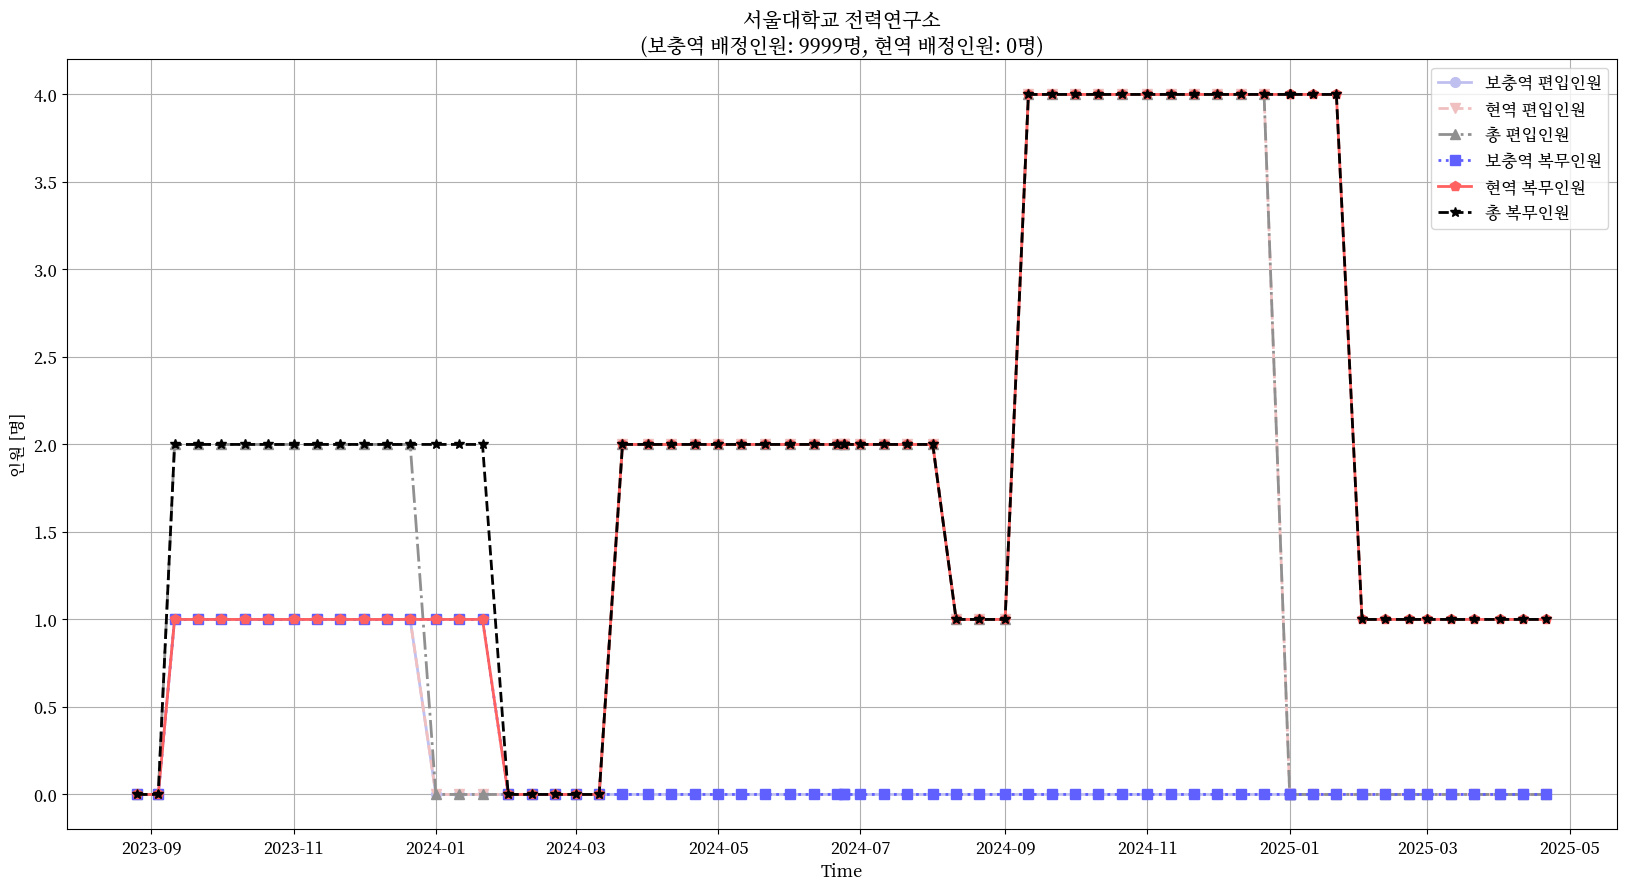 서울대학교 전력연구소
(보충역 배정인원: 9999명, 현역 배정인원: 0명)
보충역 편입인원
현역 편입인원
총 편입인원
보충역 복무인원
현역 복무인원
총 복무인원
4.0
3.5
3.0
2.5
2.0
1.5
1.0
0.5
0.0
인원 [명]
2023-09 2023-11 2024-01 2024-03 2024-05 2024-07 2024-09 2024-11 2025-01 2025-03 2025-05
Time